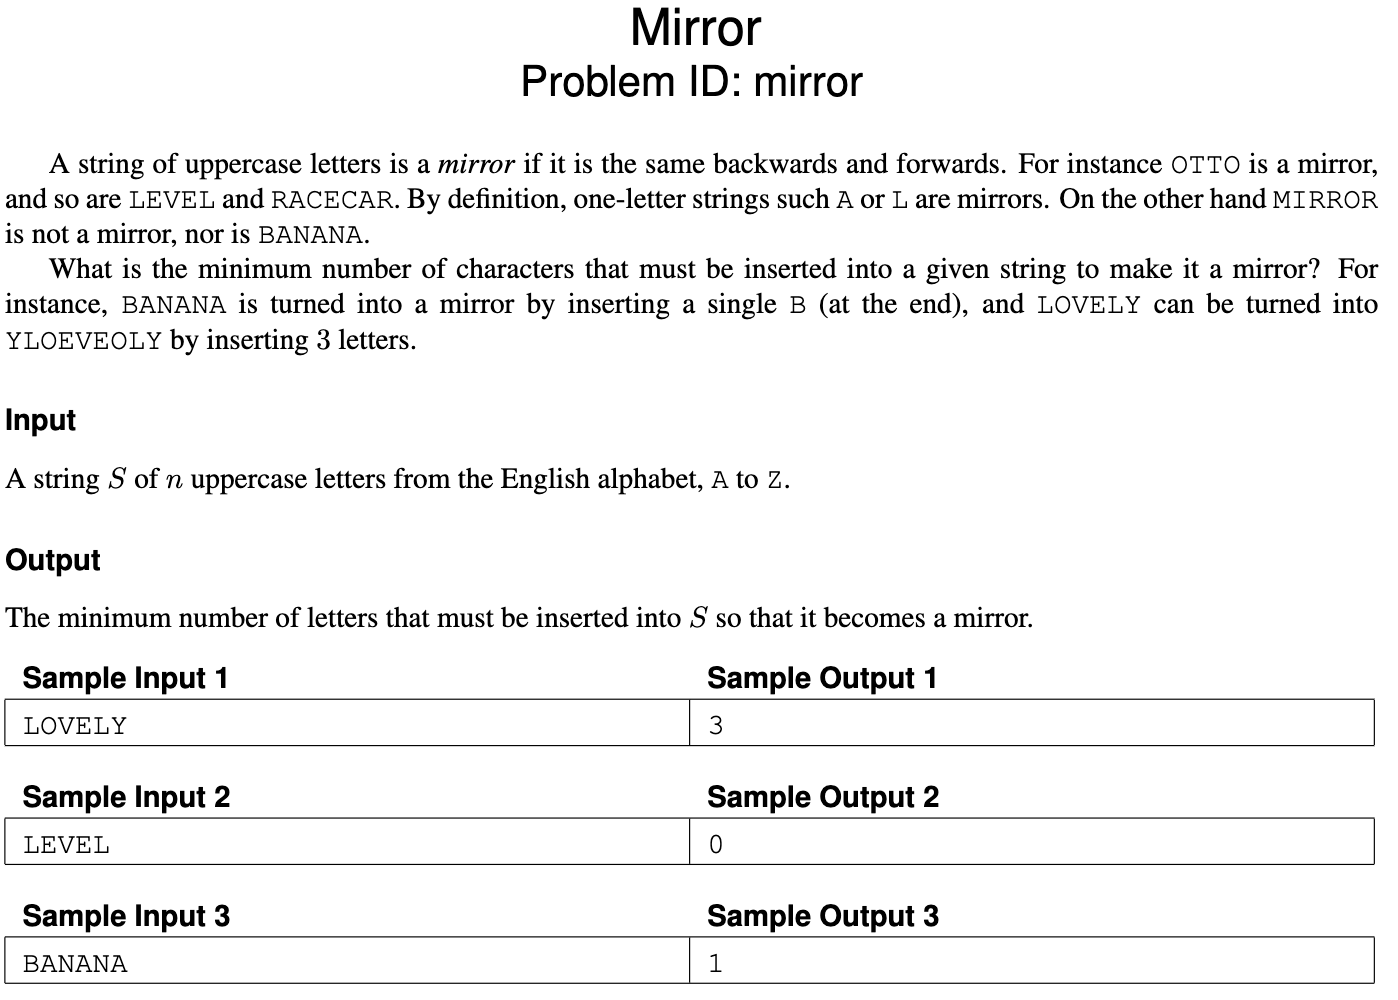 Mirror
Problem ID: mirror
A string of uppercase letters is a mirror if it is the same backwards and forwards. For instance OTTO is a mirror,
and so are LEVEL and RACECAR. By definition, one-letter strings such A or L are mirrors. On the other hand MIRROR
is not a mirror, nor is BANANA.
What is the minimum number of characters that must be inserted into a given string to make it a mirror? For
instance, BANANA is turned into a mirror by inserting a single B (at the end), and LOVELY can be turned into
YLOEVEOLY by inserting 3 letters.
Input
A string S of n uppercase letters from the English alphabet, A to Z.
Output
The minimum number of letters that must be inserted into S so that it becomes a mirror.
Sample Input 1 Sample Output 1
LOVELY 3
Sample Input 2 Sample Output 2
LEVEL 0
Sample Input 3 Sample Output 3
BANANA 1